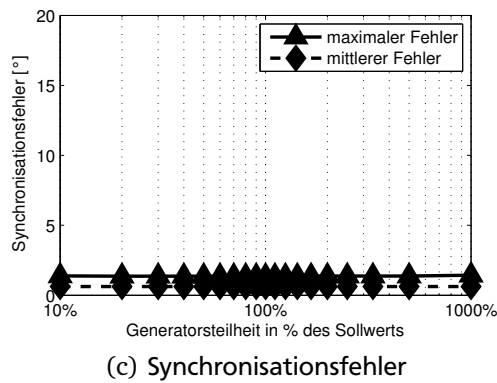 20
15
10
5
0
Synchronisationsfehler [°]
maximaler Fehler
mittlerer Fehler
10%
100%
1000%
Generatorsteilheit in % des Sollwerts
(c) Synchronisationsfehler